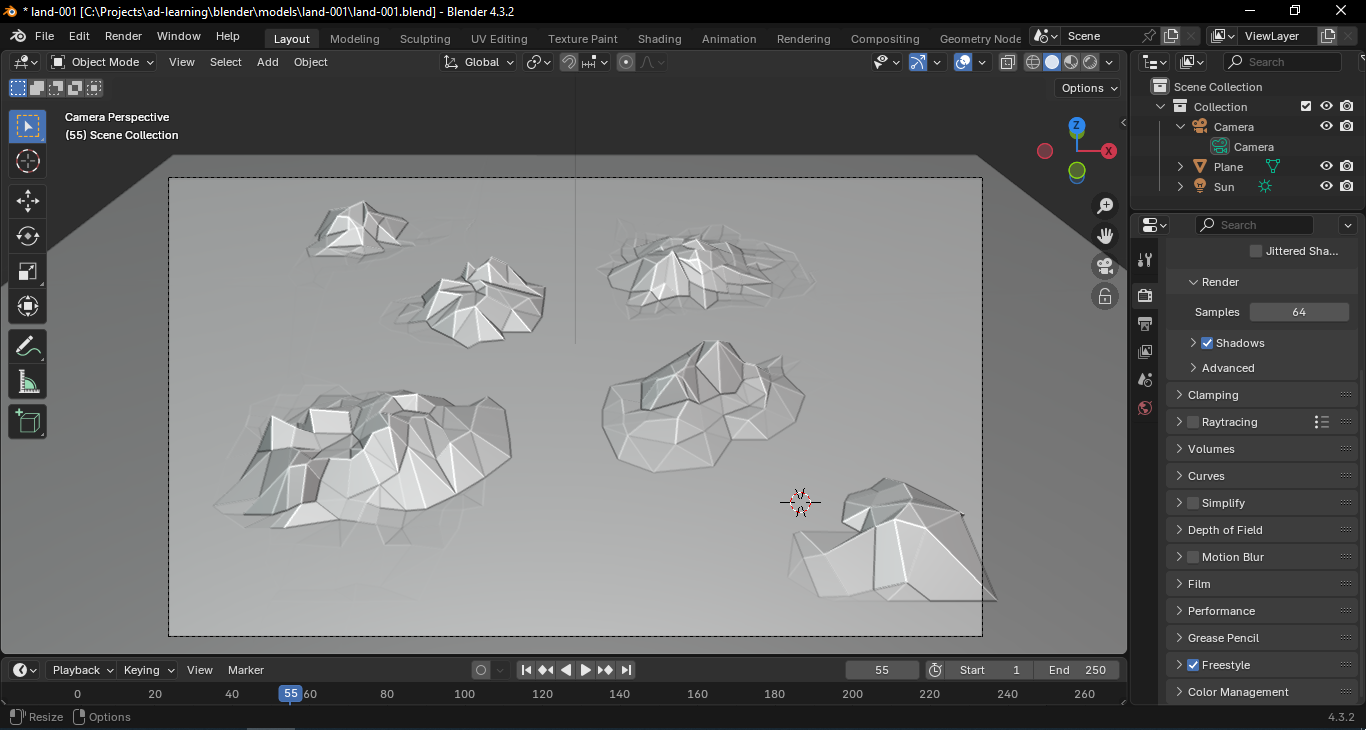 * land-001 [C:\Projects\ad-learning\blender\models\land-001\land-001.blend] - Blender 4.3.2
File Edit Render Window Help Layout Modeling Sculpting UV Editing Texture Paint Shading Animation Rendering Compositing Geometry Node Scene ViewLayer
Object Mode View Select Add Object Global Search
Options
Camera Perspective
(55) Scene Collection
Z
X
Scene Collection
Collection
Camera
Camera
Plane
Sun
Search
Jittered Sha...
Render
Samples 64
Shadows
Advanced
Clamping
Raytracing
Volumes
Curves
Simplify
Depth of Field
Motion Blur
Film
Performance
Grease Pencil
Freestyle
Color Management
Playback Keying View Marker 55 Start 1 End 250
0 20 40 55 60 80 100 120 140 160 180 200 220 240 260
Resize Options 4.3.2